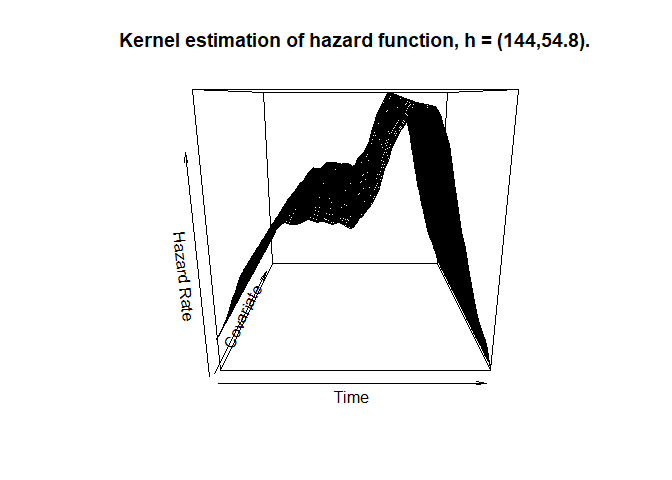 Kernel estimation of hazard function, h = (144,54.8).
Hazard Rate
Covariate
Time